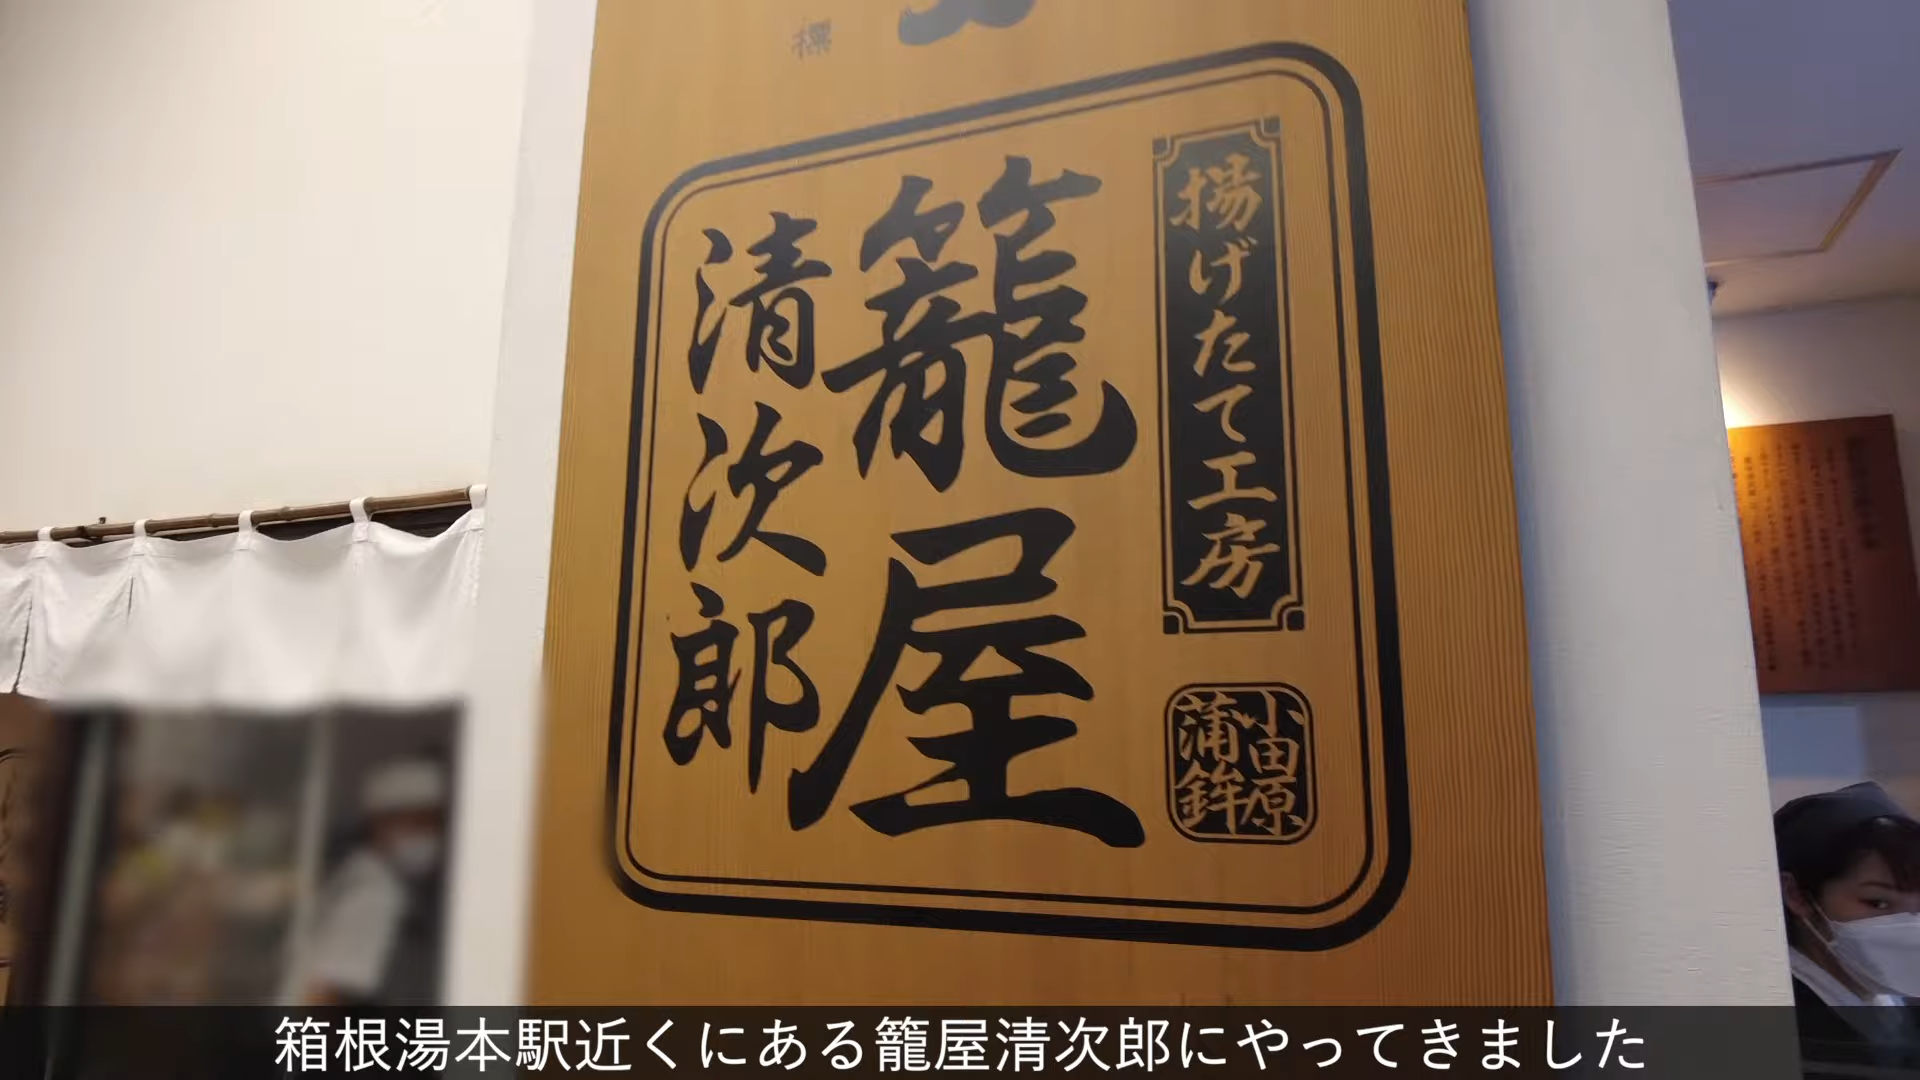 揚げたて工房
小田原
蒲鉾
籠屋
清次郎
箱根湯本駅近くにある籠屋清次郎にやってきました